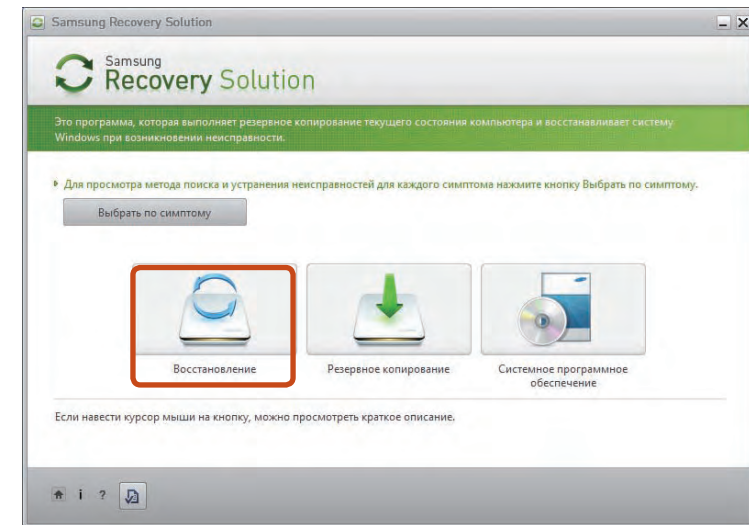 Samsung Recovery Solution
Samsung
Recovery Solution
Это программа, которая выполняет резервное копирование текущего состояния компьютера и восстанавливает систему
Windows при возникновении неисправности.
Для просмотра метода поиска и устранения неисправностей для каждого симптома нажмите кнопку Выбрать по симптому.
Выбрать по симптому
Восстановление
Резервное копирование
Системное программное
обеспечение
Если навести курсор мыши на кнопку, можно просмотреть краткое описание.
i ?